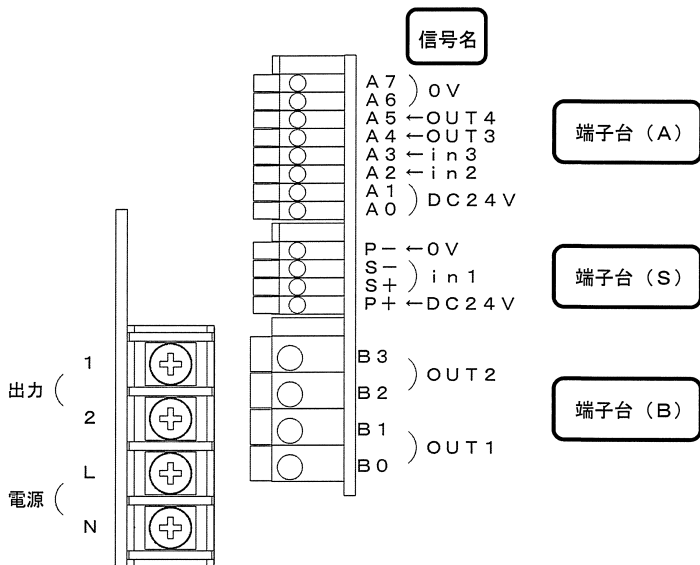 信号名
A7
A6
0V
A5←OUT4
A4←OUT3
A3←in3
A2←in2
A1
A0
DC24V
端子台(A)
P-←0V
S-
S+
in1
P+←DC24V
端子台(S)
B3
B2
OUT2
B1
B0
OUT1
端子台(B)
1
出力
2
L
電源
N